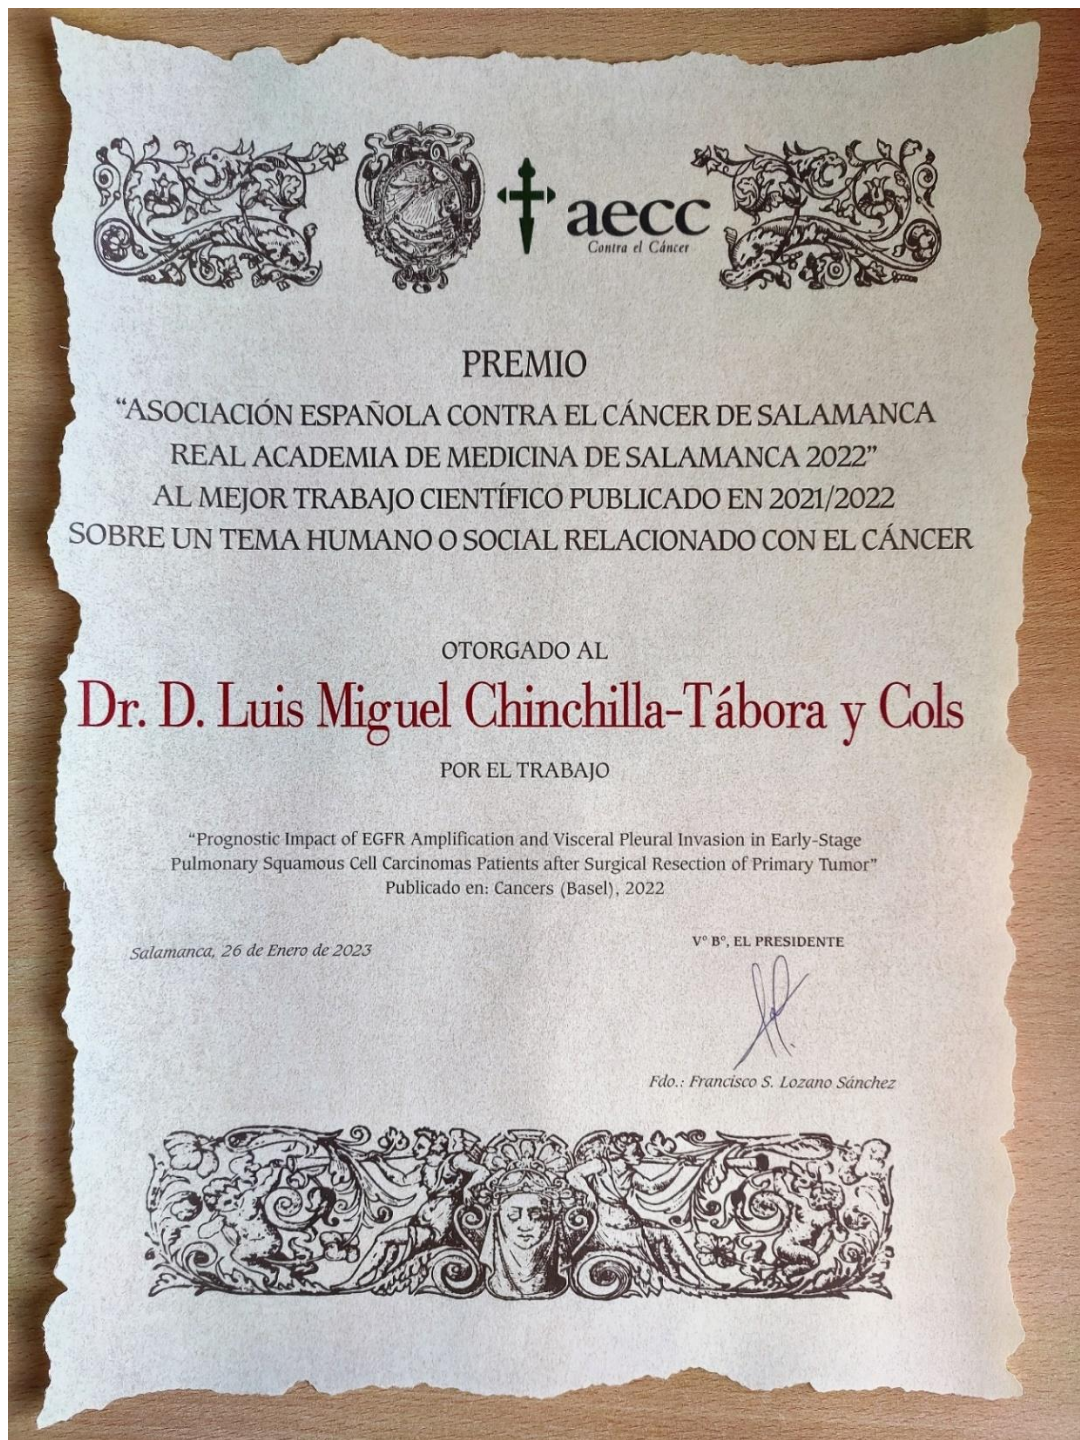 aecc
Contra el Cáncer
PREMIO
“ASOCIACIÓN ESPAÑOLA CONTRA EL CÁNCER DE SALAMANCA
REAL ACADEMIA DE MEDICINA DE SALAMANCA 2022”
AL MEJOR TRABAJO CIENTÍFICO PUBLICADO EN 2021/2022
SOBRE UN TEMA HUMANO O SOCIAL RELACIONADO CON EL CÁNCER
OTORGADO AL
Dr. D. Luis Miguel Chinchilla-Tábora y Cols
POR EL TRABAJO
“Prognostic Impact of EGFR Amplification and Visceral Pleural Invasion in Early-Stage
Pulmonary Squamous Cell Carcinomas Patients after Surgical Resection of Primary Tumor”
Publicado en: Cancers (Basel), 2022
Salamanca, 26 de Enero de 2023
Vº Bº, EL PRESIDENTE
Fdo.: Francisco S. Lozano Sánchez